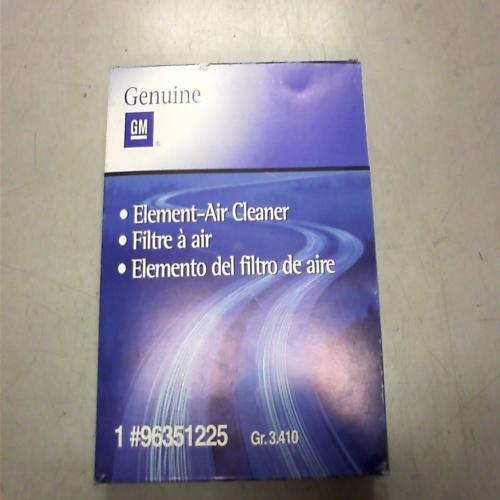 Genuine
GM
®
• Element-Air Cleaner
• Filtre à air
• Elemento del filtro de aire
1 #96351225 Gr. 3.410